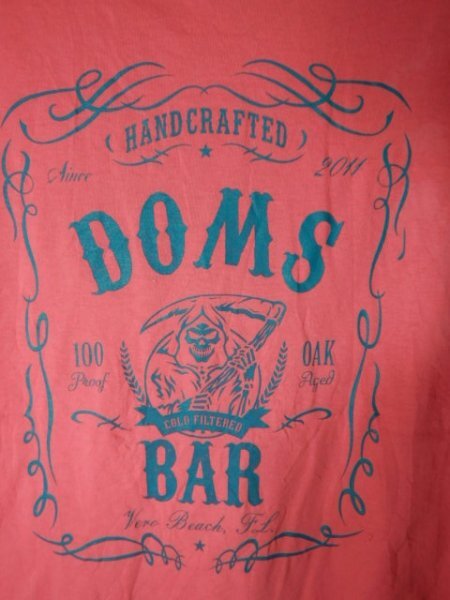 HANDCRAFTED
Since 2011
DOMS
100 OAK
Proof Aged
COLD FILTERED
BAR
Vero Beach, FL.